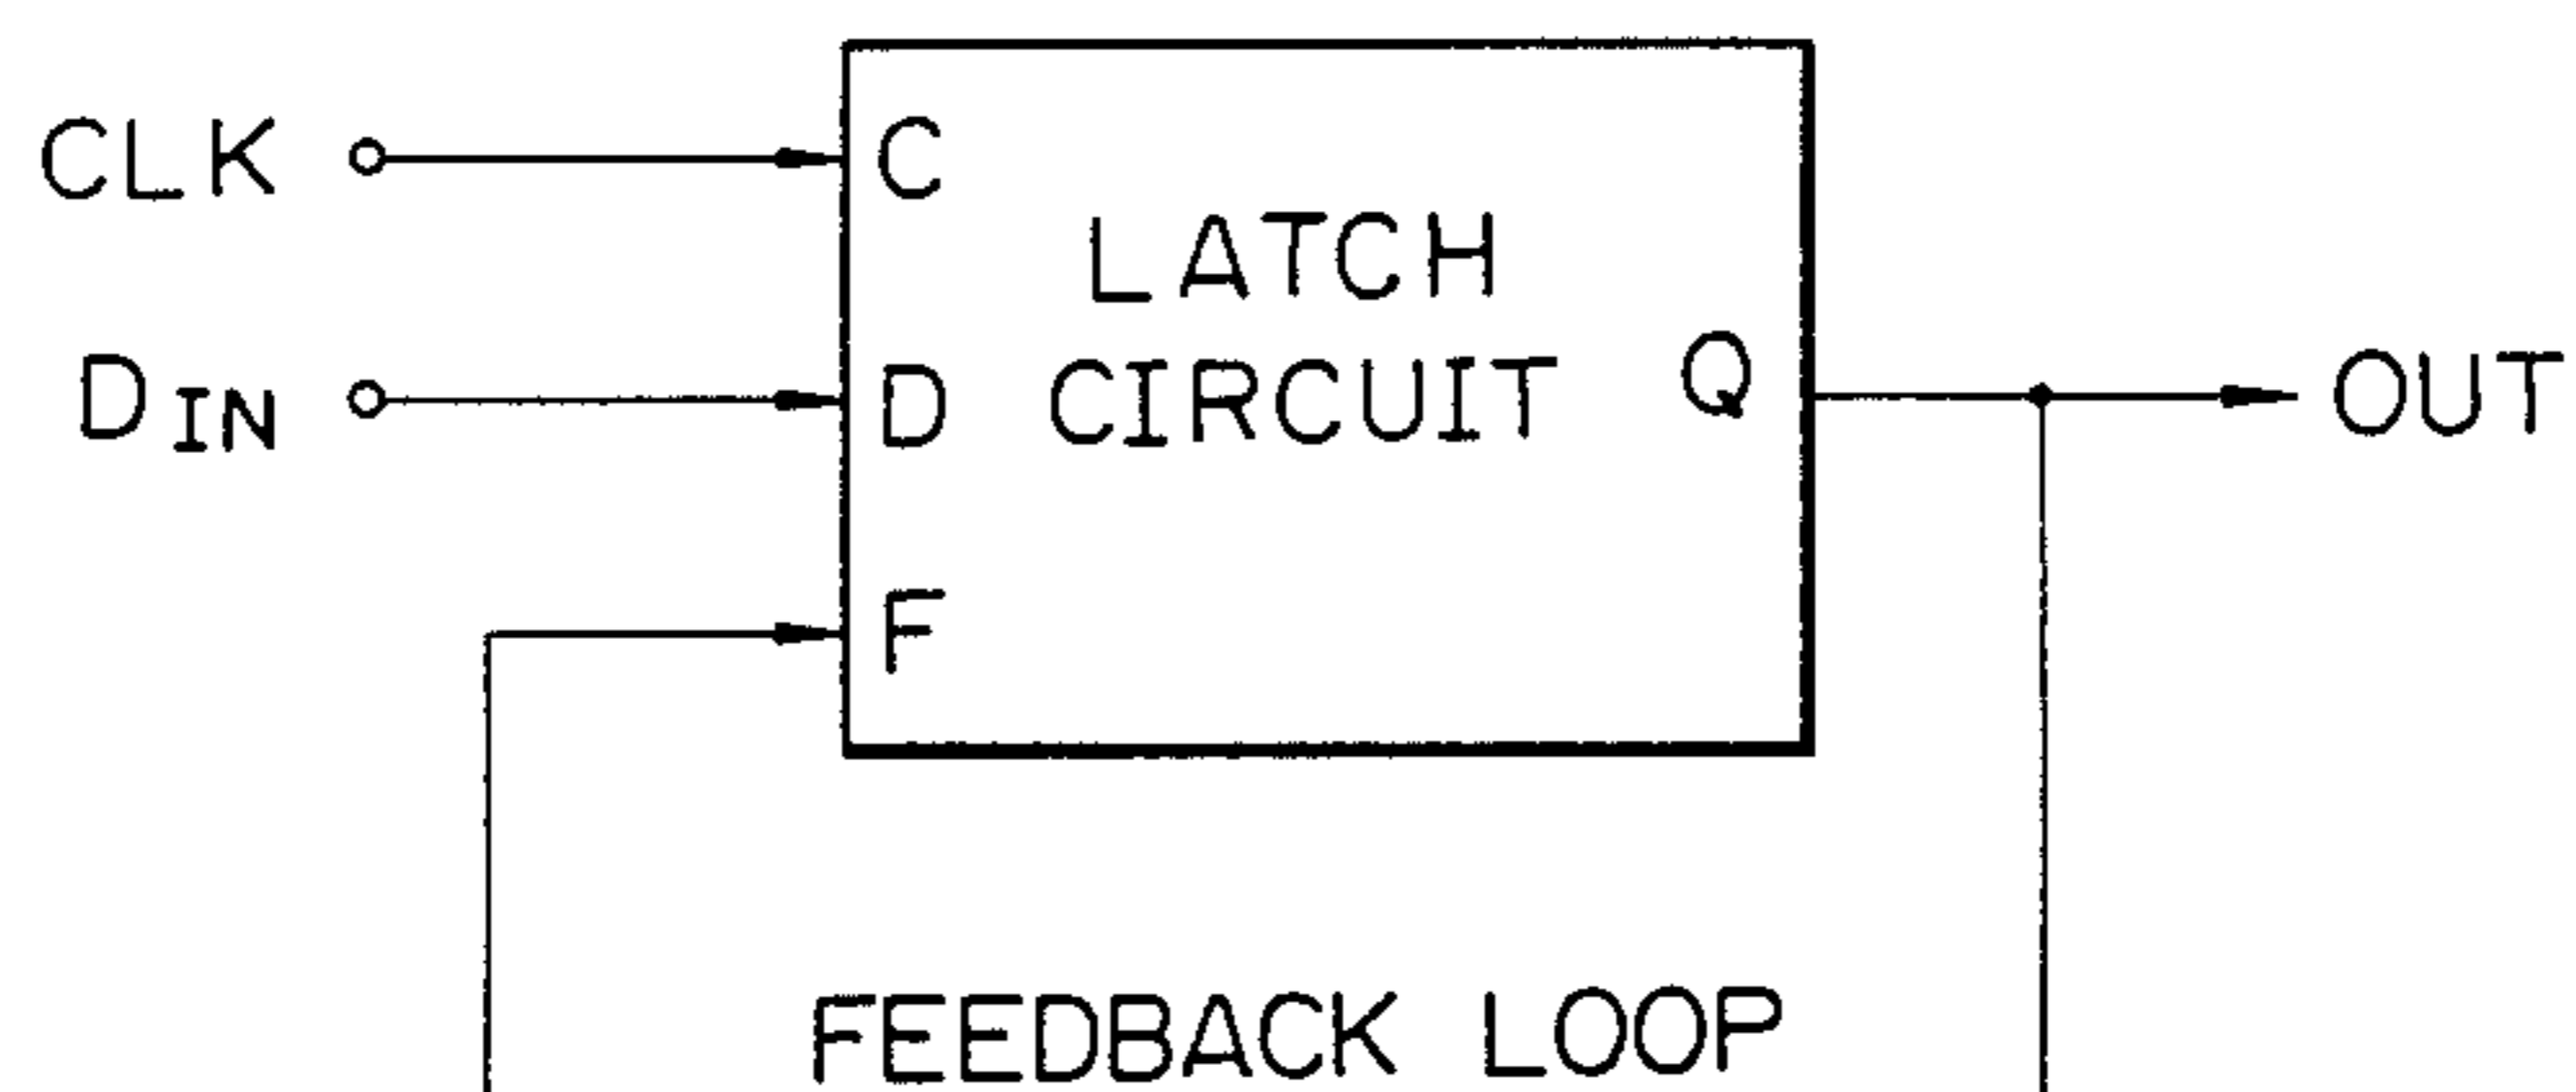 CLK
C
LATCH
DIN
D
CIRCUIT
Q
OUT
F
FEEDBACK LOOP